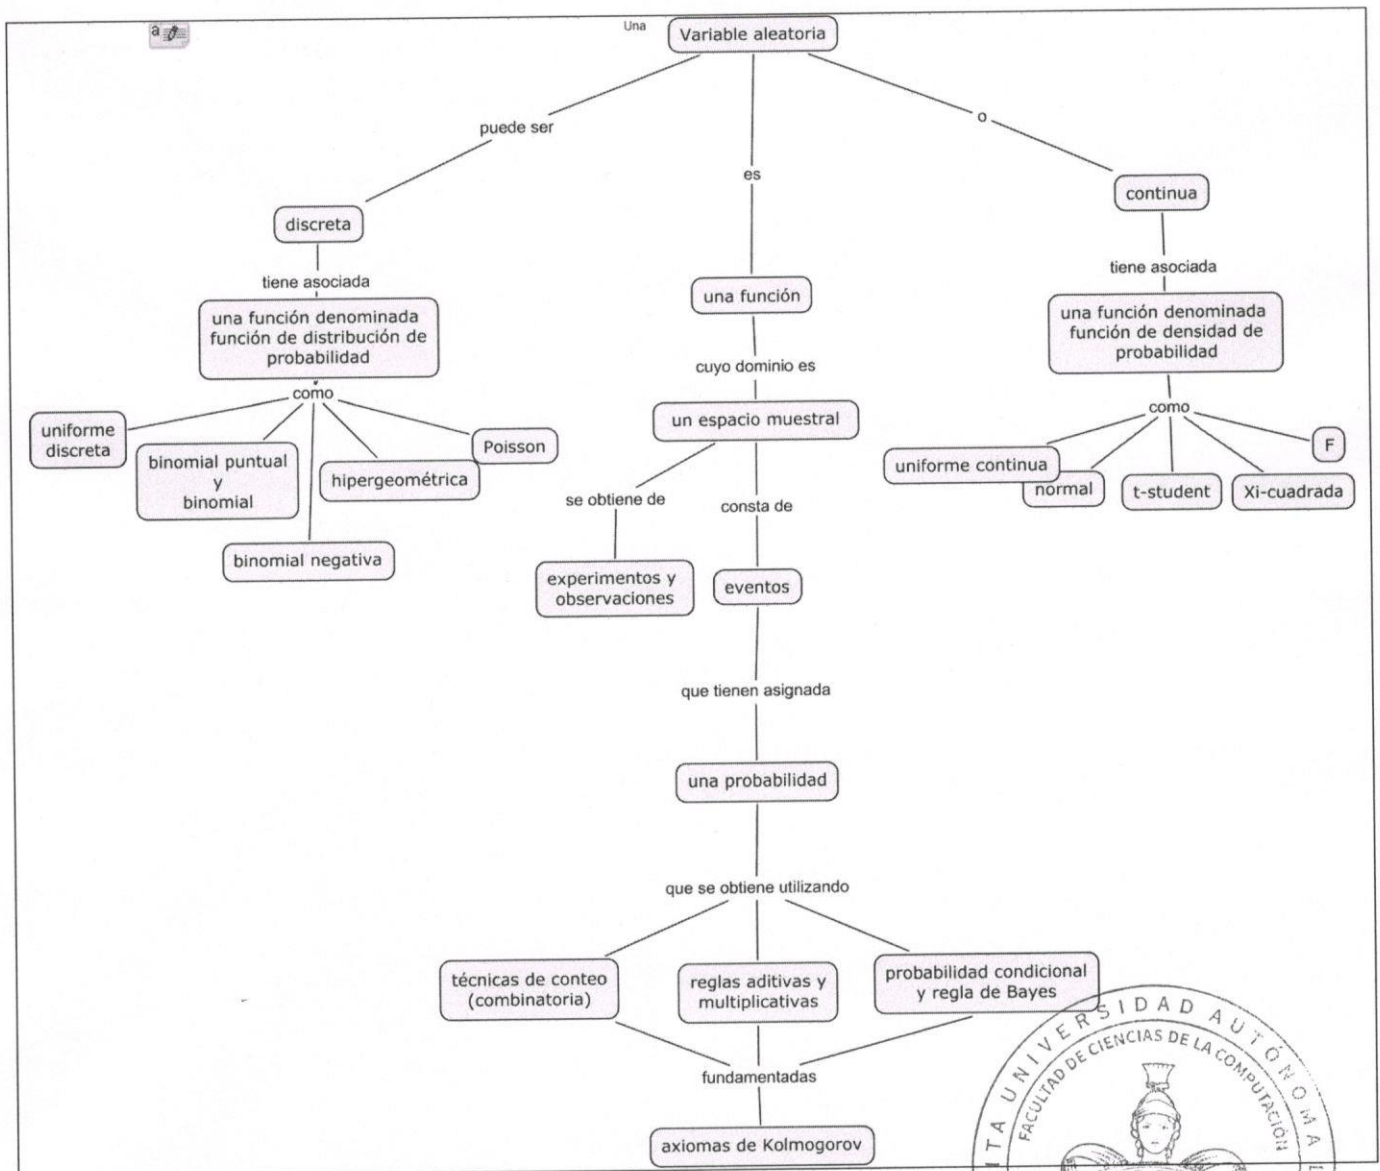 a
Una
Variable aleatoria
puede ser
es
o
discreta
continua
tiene asociada
tiene asociada
una función denominada
función de distribución de
probabilidad
una función
una función denominada
función de densidad de
probabilidad
cuyo dominio es
como
como
uniforme
discreta
binomial puntual
y
binomial
hipergeométrica
Poisson
binomial negativa
un espacio muestral
uniforme continua
normal
t-student
Xi-cuadrada
F
se obtiene de
consta de
experimentos y
observaciones
eventos
que tienen asignada
una probabilidad
que se obtiene utilizando
técnicas de conteo
(combinatoria)
reglas aditivas y
multiplicativas
probabilidad condicional
y regla de Bayes
fundamentadas
axiomas de Kolmogorov
ITA UNIVERSIDAD AUTÓNOMA
FACULTAD DE CIENCIAS DE LA COMPUTACIÓN